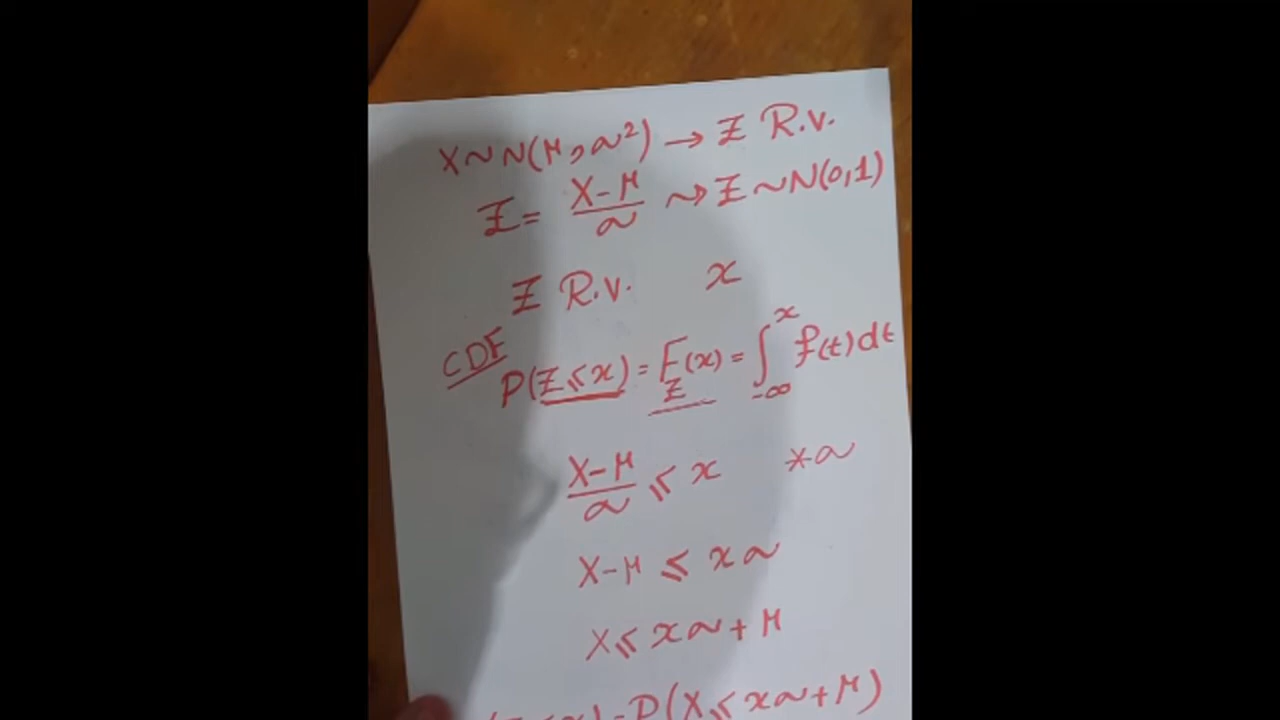 X~N(μ,σ²) → Z R.v.
Z = (X-μ)/σ ⇝ Z~N(0,1)
Z R.v. x
CDF
P(Z⩽x) = F_Z(x) = ∫_{-∞}^{x} f(t)dt
(X-μ)/σ ⩽ x *σ
X-μ ⩽ xσ
X⩽xσ+μ
P(X⩽xσ+μ)